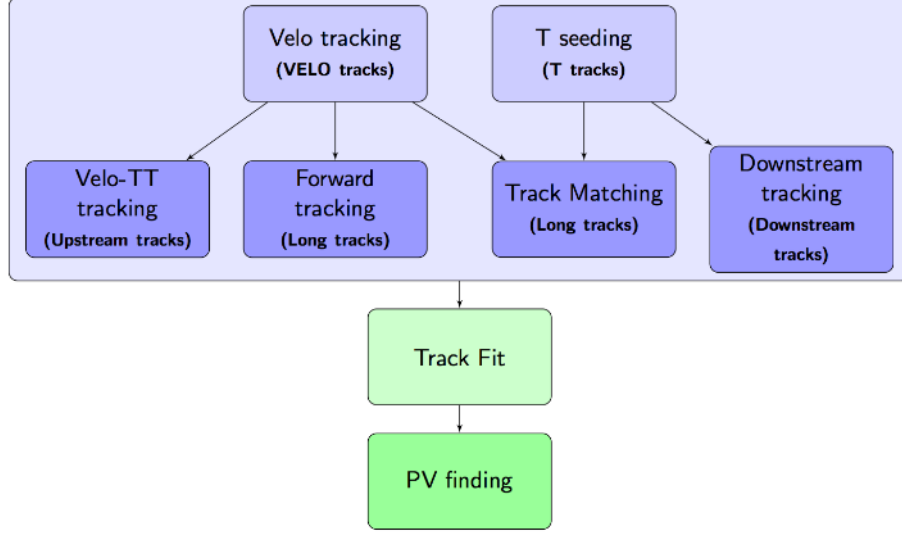 Velo tracking
(VELO tracks)
T seeding
(T tracks)
Velo-TT
tracking
(Upstream tracks)
Forward
tracking
(Long tracks)
Track Matching
(Long tracks)
Downstream
tracking
(Downstream
tracks)
Track Fit
PV finding